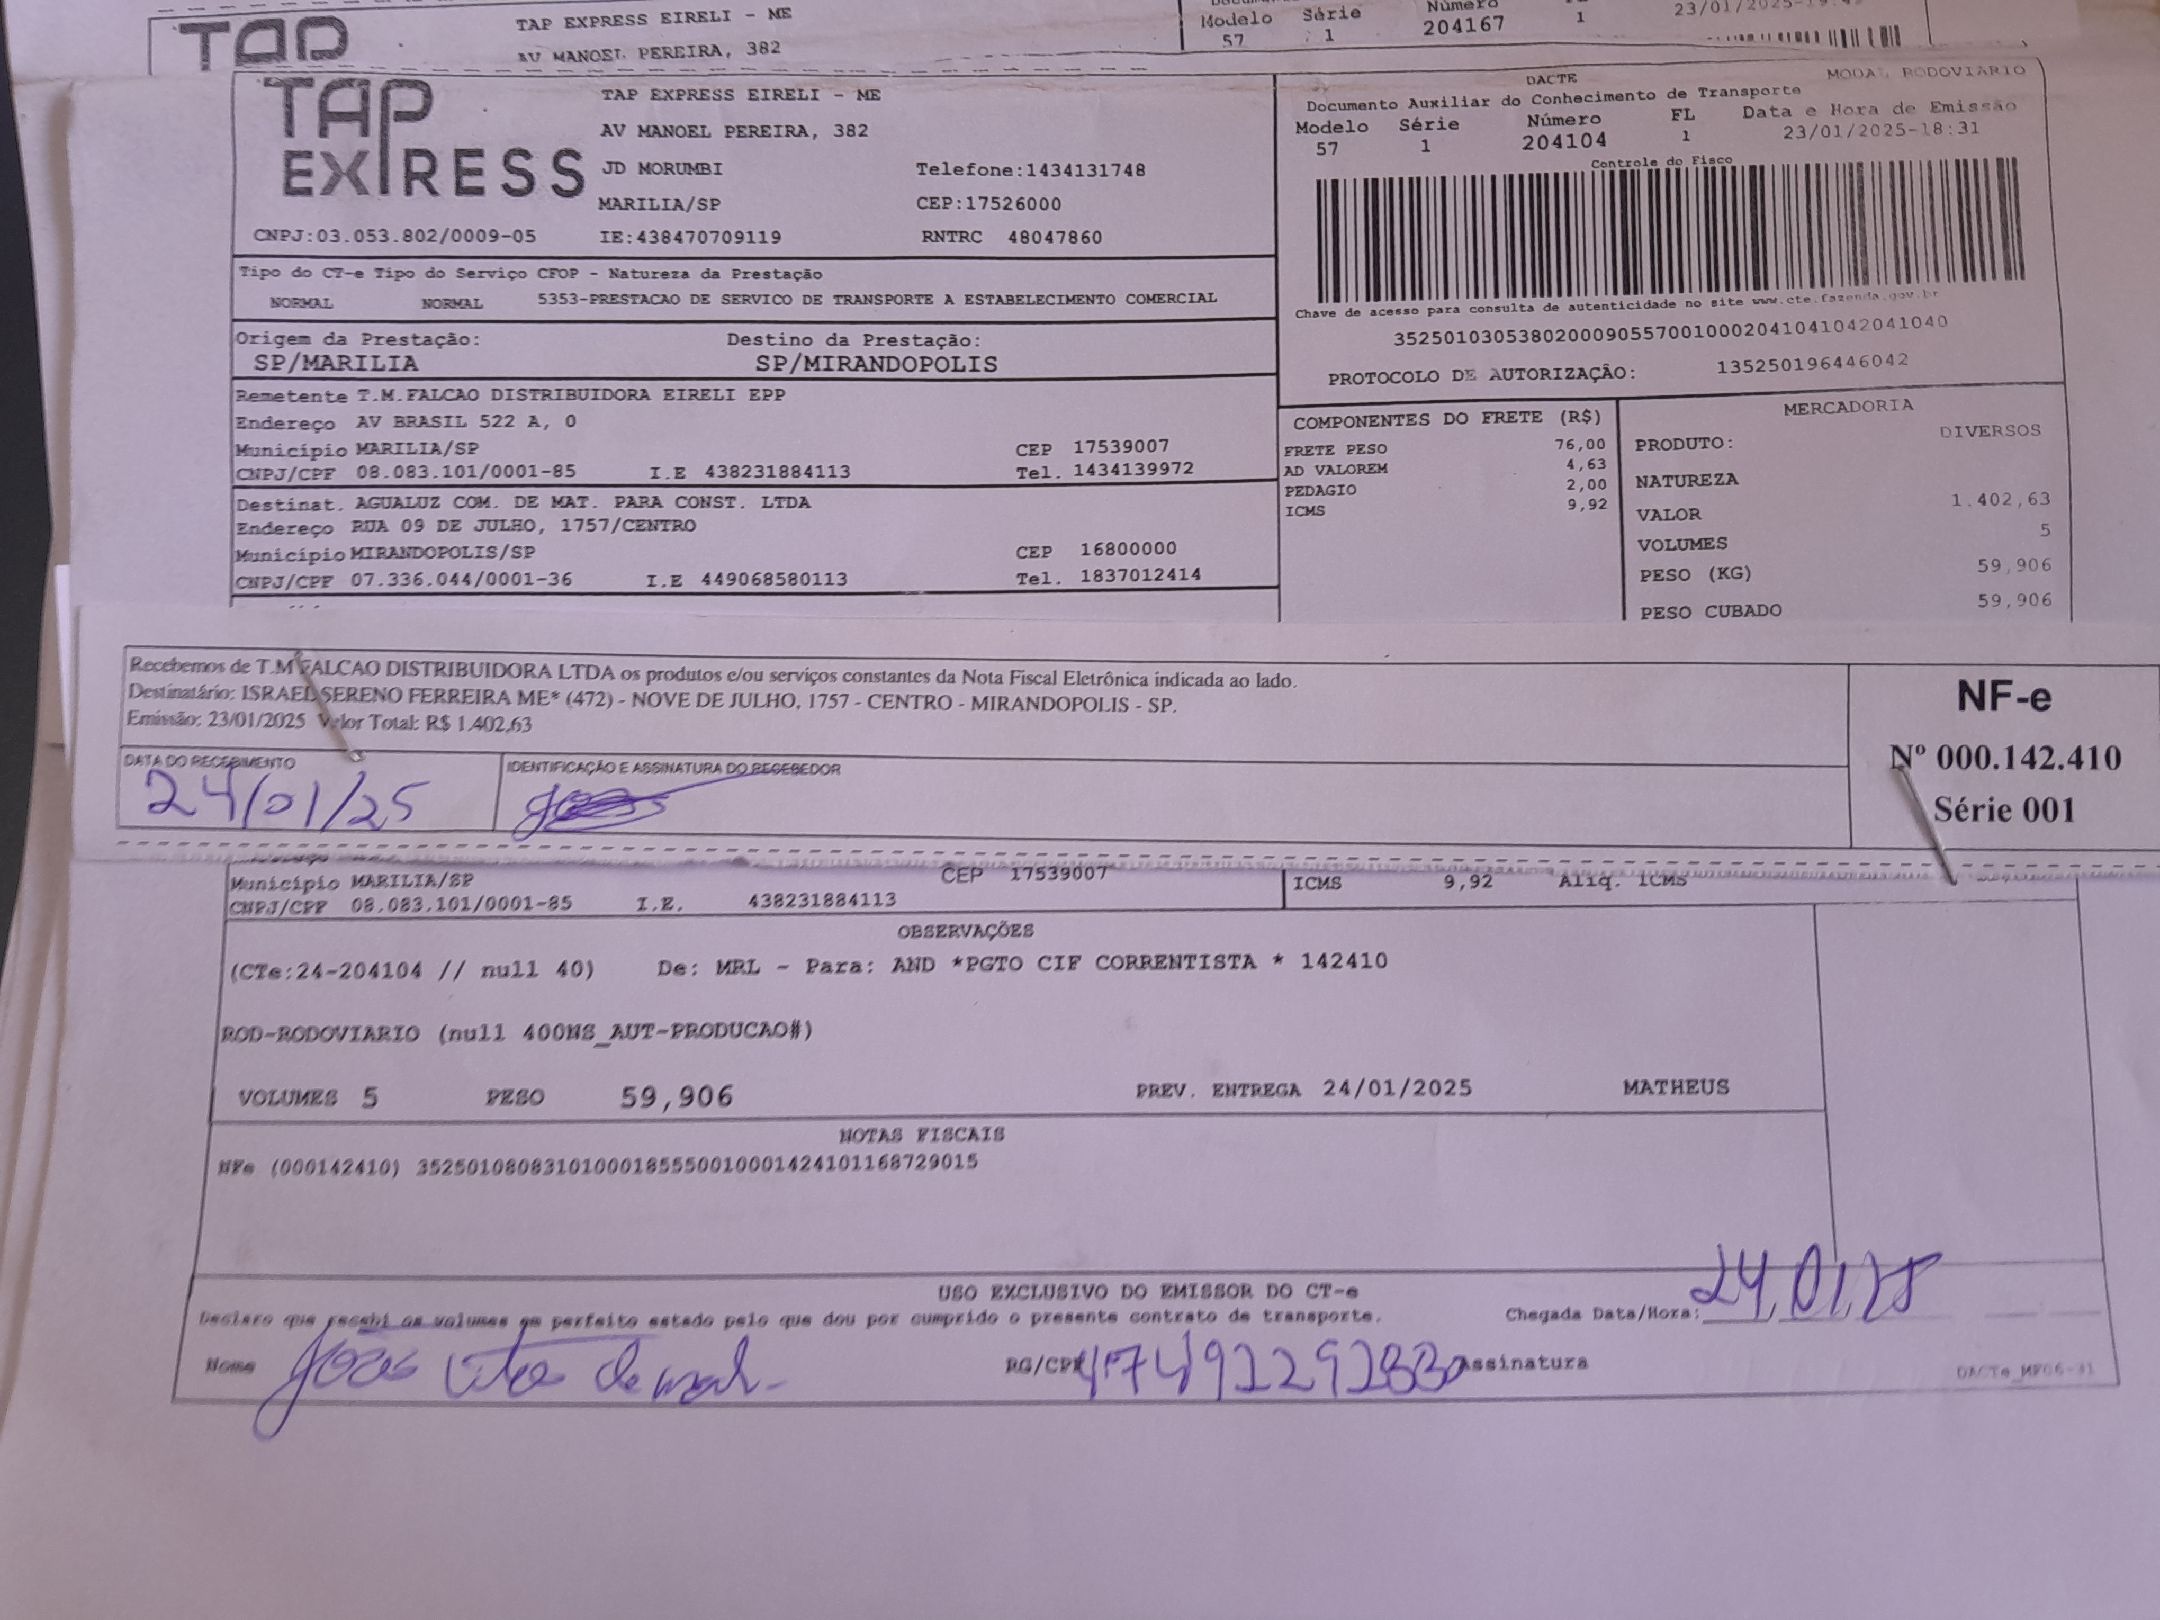 TAP
TAP EXPRESS EIRELI - ME
AV MANOEL PEREIRA, 382
Modelo Série Número
57 1 204167 1
23/01/2025-19:
TAP EXPRESS
TAP EXPRESS EIRELI - ME
AV MANOEL PEREIRA, 382
JD MORUMBI Telefone:1434131748
MARILIA/SP CEP:17526000
CNPJ:03.053.802/0009-05 IE:438470709119 RNTRC 48047860
DACTE MODAL RODOVIARIO
Documento Auxiliar do Conhecimento de Transporte
Modelo Série Número FL Data e Hora de Emissão
57 1 204104 1 23/01/2025-18:31
Controle do Fisco
Chave de acesso para consulta de autenticidade no site www.cte.fazenda.gov.br
35250103053802000905570010002041041042041040
PROTOCOLO DE AUTORIZAÇÃO: 135250196446042
Tipo do CT-e Tipo do Serviço CFOP - Natureza da Prestação
NORMAL NORMAL 5353-PRESTACAO DE SERVICO DE TRANSPORTE A ESTABELECIMENTO COMERCIAL
Origem da Prestação: Destino da Prestação:
SP/MARILIA SP/MIRANDOPOLIS
Remetente T.M.FALCAO DISTRIBUIDORA EIRELI EPP
Endereço AV BRASIL 522 A, 0
Município MARILIA/SP CEP 17539007
CNPJ/CPF 08.083.101/0001-85 I.E 438231884113 Tel. 1434139972
Destinat. AGUALUZ COM. DE MAT. PARA CONST. LTDA
Endereço RUA 09 DE JULHO, 1757/CENTRO
Município MIRANDOPOLIS/SP CEP 16800000
CNPJ/CPF 07.336.044/0001-36 I.E 449068580113 Tel. 1837012414
COMPONENTES DO FRETE (R$)
FRETE PESO 76,00
AD VALOREM 4,63
PEDAGIO 2,00
ICMS 9,92
MERCADORIA
PRODUTO: DIVERSOS
NATUREZA
VALOR 1.402,63
VOLUMES 5
PESO (KG) 59,906
PESO CUBADO 59,906
Recebemos de T.M FALCAO DISTRIBUIDORA LTDA os produtos e/ou serviços constantes da Nota Fiscal Eletrônica indicada ao lado.
Destinatário: ISRAEL SERENO FERREIRA ME* (472) - NOVE DE JULHO, 1757 - CENTRO - MIRANDOPOLIS - SP.
Emissão: 23/01/2025 Valor Total: R$ 1.402,63
DATA DO RECEBIMENTO IDENTIFICAÇÃO E ASSINATURA DO RECEBEDOR
24/01/25
NF-e
Nº 000.142.410
Série 001
Município MARILIA/SP CEP 17539007
CNPJ/CPF 08.083.101/0001-85 I.E. 438231884113
ICMS 9,92 Aliq. ICMS
OBSERVAÇÕES
(CTe:24-204104 // null 40) De: MRL - Para: AND *PGTO CIF CORRENTISTA * 142410
ROD-RODOVIARIO (null 400NS_AUT-PRODUCAO#)
VOLUMES 5 PESO 59,906 PREV. ENTREGA 24/01/2025 MATHEUS
NOTAS FISCAIS
NFe (000142410) 35250108083101000185550010001424101168729015
USO EXCLUSIVO DO EMISSOR DO CT-e
Declaro que recebi os volumes em perfeito estado pelo que dou por cumprido o presente contrato de transporte. Chegada Data/Hora: 24,01,25
Nome RG/CPF Assinatura
DACTe_MF06-31